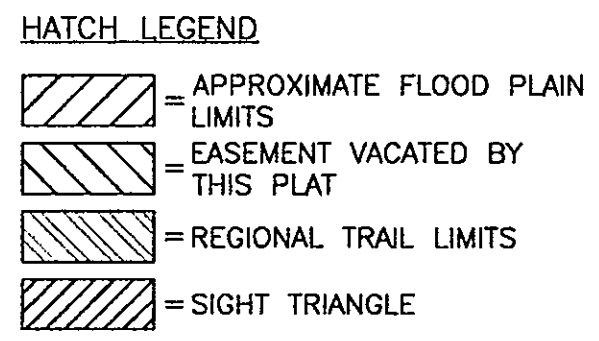 HATCH LEGEND
= APPROXIMATE FLOOD PLAIN
LIMITS
= EASEMENT VACATED BY
THIS PLAT
= REGIONAL TRAIL LIMITS
= SIGHT TRIANGLE